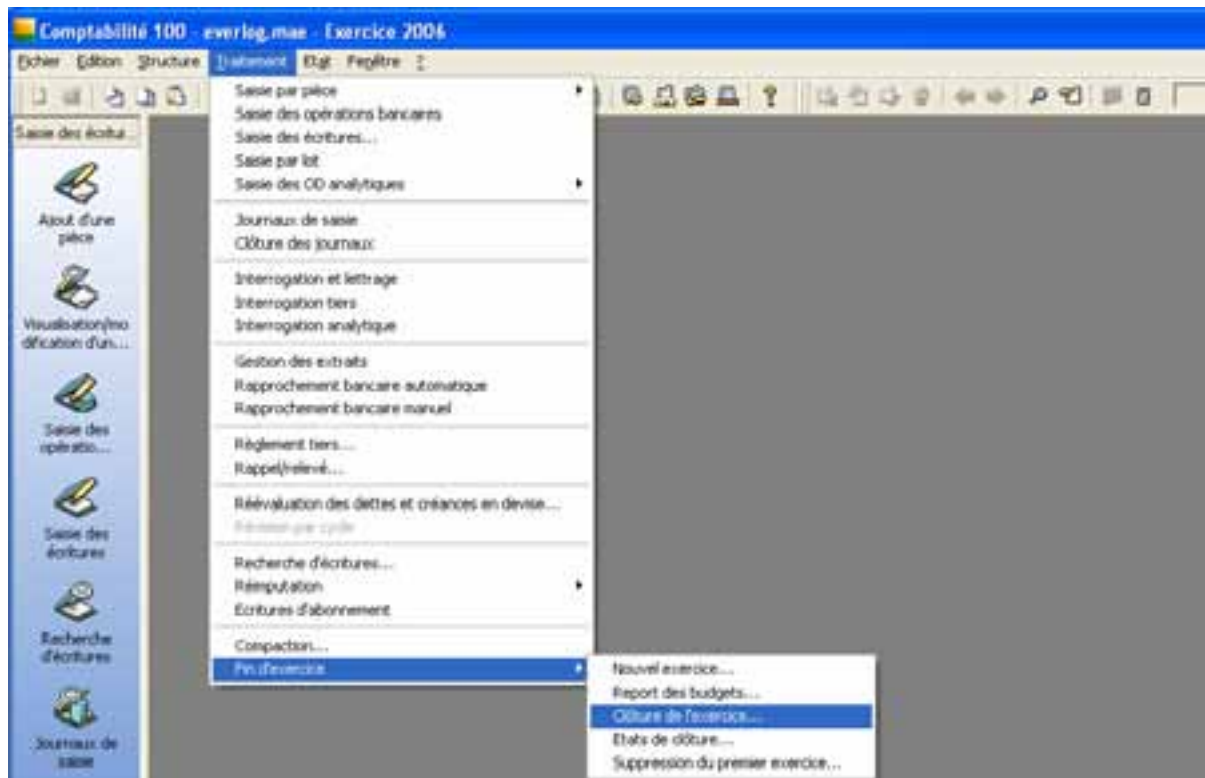 Comptabilité 100 - everlog.mae - Exercice 2006
Fichier Edition Structure Traitement Etat Fenêtre ?
Saisie des écritur
Ajout d'une
pièce
Visualisation/mo
dification d'un...
Saisie des
opératio...
Saisie des
écritures
Recherche
d'écritures
Journaux de
saisie
Saisie par pièce
Saisie des opérations bancaires
Saisie des écritures...
Saisie par lot
Saisie des OD analytiques
Journaux de saisie
Clôture des journaux
Interrogation et lettrage
Interrogation tiers
Interrogation analytique
Gestion des extraits
Rapprochement bancaire automatique
Rapprochement bancaire manuel
Règlement tiers...
Rappel/relevé...
Réévaluation des dettes et créances en devise...
Révision par cycle
Recherche d'écritures...
Réimputation
Ecritures d'abonnement
Compaction...
Fin d'exercice
Nouvel exercice...
Report des budgets...
Clôture de l'exercice...
Etats de clôture...
Suppression du premier exercice...